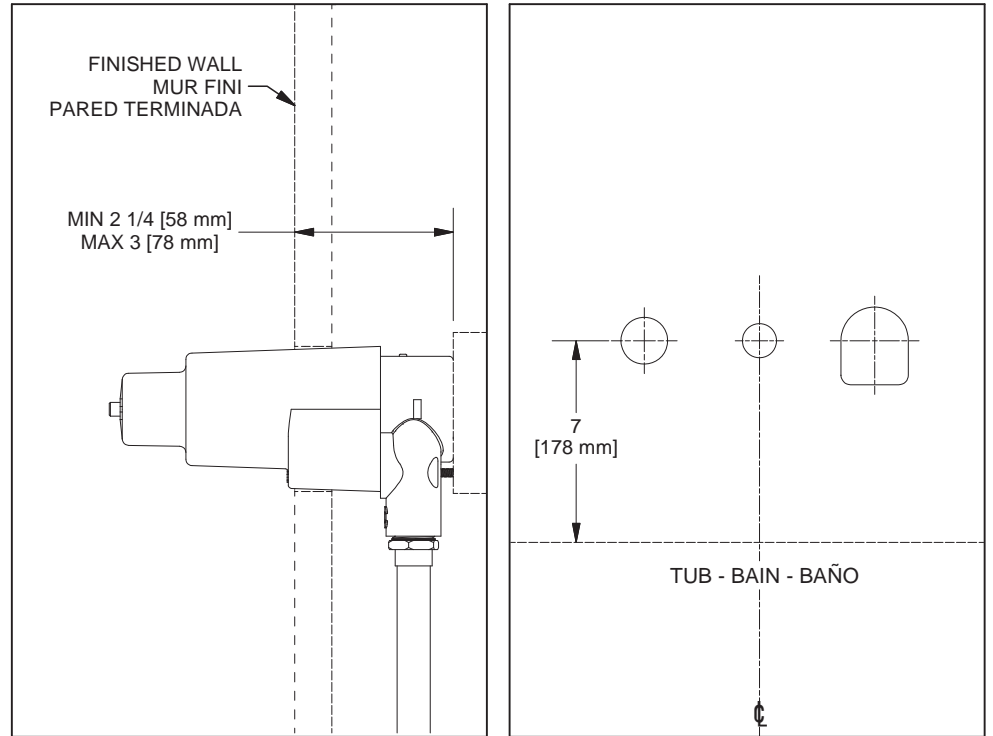 FINISHED WALL
MUR FINI
PARED TERMINADA
MIN 2 1/4 [58 mm]
MAX 3 [78 mm]
7
[178 mm]
TUB - BAIN - BAÑO
℄